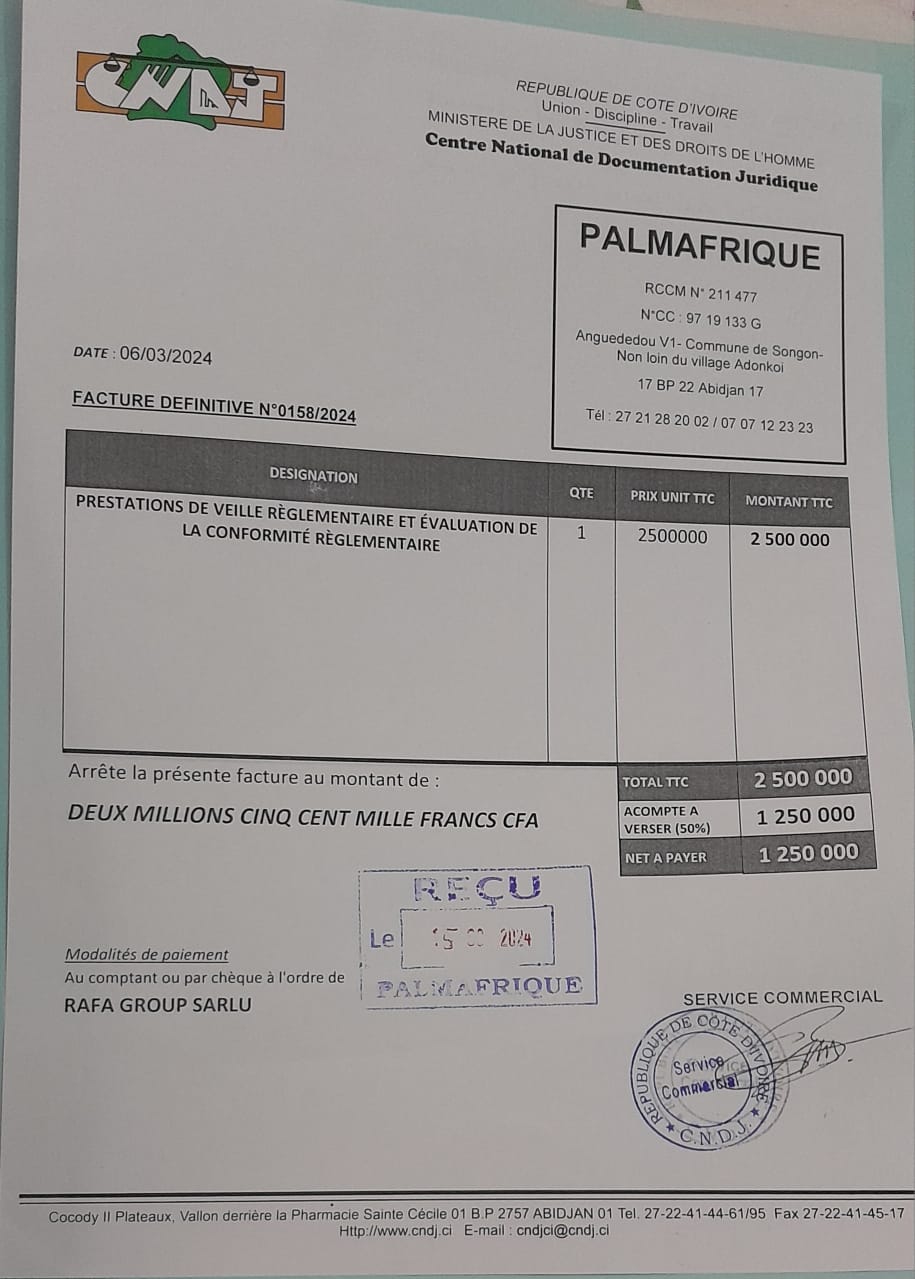 CNDJ
REPUBLIQUE DE COTE D'IVOIRE
Union - Discipline - Travail
MINISTERE DE LA JUSTICE ET DES DROITS DE L'HOMME
Centre National de Documentation Juridique
PALMAFRIQUE
RCCM N° 211 477
N°CC : 97 19 133 G
Anguededou V1- Commune de Songon-
Non loin du village Adonkoi
17 BP 22 Abidjan 17
Tél : 27 21 28 20 02 / 07 07 12 23 23
DATE : 06/03/2024
FACTURE DEFINITIVE N°0158/2024
DESIGNATION QTE PRIX UNIT TTC MONTANT TTC
PRESTATIONS DE VEILLE RÈGLEMENTAIRE ET ÉVALUATION DE 1 2500000 2 500 000
LA CONFORMITÉ RÈGLEMENTAIRE
Arrête la présente facture au montant de :
DEUX MILLIONS CINQ CENT MILLE FRANCS CFA
TOTAL TTC 2 500 000
ACOMPTE A
VERSER (50%) 1 250 000
NET A PAYER 1 250 000
REÇU
Le 2024
PALMAFRIQUE
Modalités de paiement
Au comptant ou par chèque à l'ordre de
RAFA GROUP SARLU
SERVICE COMMERCIAL
REPUBLIQUE DE COTE D'IVOIRE
Service
Commercial
C.N.D.J.
Cocody II Plateaux, Vallon derrière la Pharmacie Sainte Cécile 01 B.P 2757 ABIDJAN 01 Tel. 27-22-41-44-61/95 Fax 27-22-41-45-17
Http://www.cndj.ci E-mail : cndjci@cndj.ci